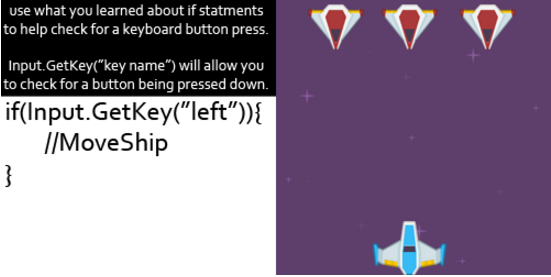 use what you learned about if statments
to help check for a keyboard button press.
Input.GetKey("key name") will allow you
to check for a button being pressed down.
if(Input.GetKey("left")){
//MoveShip
}